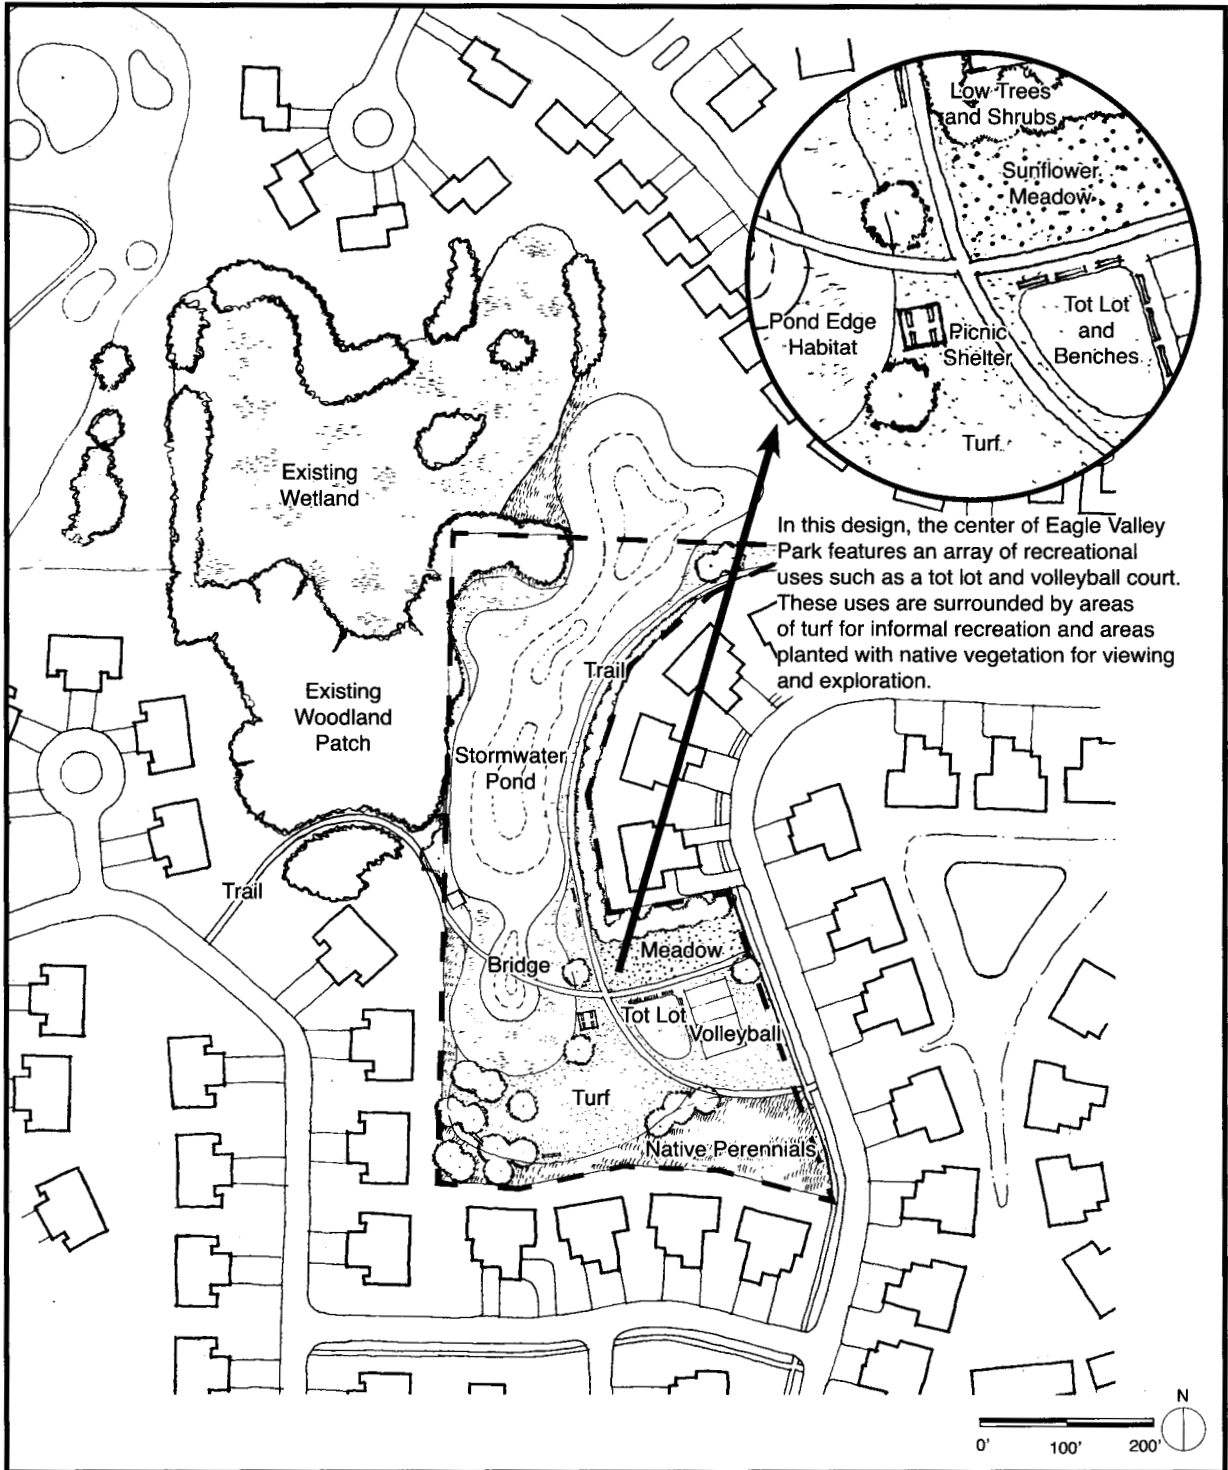 Low Trees
and Shrubs
Sunflower
Meadow
Pond Edge
Habitat
Picnic
Shelter
Tot Lot
and
Benches
Turf
In this design, the center of Eagle Valley
Park features an array of recreational
uses such as a tot lot and volleyball court.
These uses are surrounded by areas
of turf for informal recreation and areas
planted with native vegetation for viewing
and exploration.
Existing
Wetland
Existing
Woodland
Patch
Trail
Stormwater
Pond
Trail
Bridge
Meadow
Tot Lot
Volleyball
Turf
Native Perennials
N
0' 100' 200'